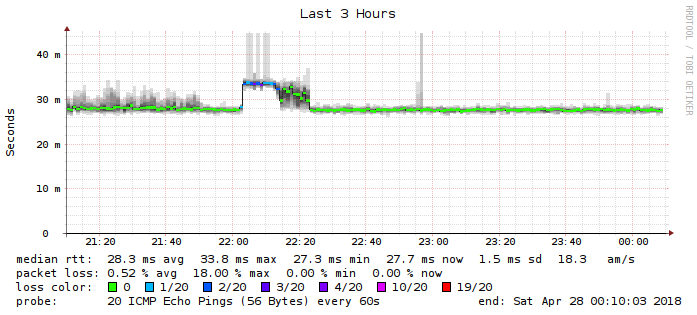 Last 3 Hours
RRDTOOL / TOBI OETIKER
Seconds
40 m
30 m
20 m
10 m
0
21:20 21:40 22:00 22:20 22:40 23:00 23:20 23:40 00:00
median rtt: 28.3 ms avg 33.8 ms max 27.3 ms min 27.7 ms now 1.5 ms sd 18.3 am/s
packet loss: 0.52 % avg 18.00 % max 0.00 % min 0.00 % now
loss color: 0 1/20 2/20 3/20 4/20 10/20 19/20
probe: 20 ICMP Echo Pings (56 Bytes) every 60s end: Sat Apr 28 00:10:03 2018